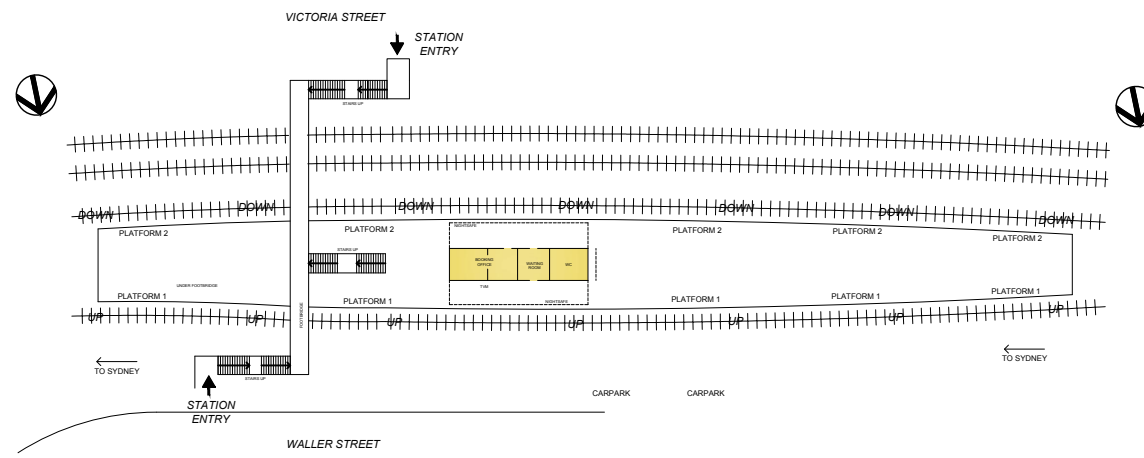 VICTORIA STREET
STATION
ENTRY
STAIRS UP
DOWN
DOWN
DOWN
DOWN
DOWN
DOWN
DOWN
PLATFORM 2
PLATFORM 2
NIGHTSAFE
PLATFORM 2
PLATFORM 2
PLATFORM 2
STAIRS UP
BOOKING
OFFICE
WAITING
ROOM
WC
UNDER FOOTBRIDGE
TVM
FOOTBRIDGE
PLATFORM 1
PLATFORM 1
NIGHTSAFE
PLATFORM 1
PLATFORM 1
PLATFORM 1
UP
UP
UP
UP
UP
UP
UP
TO SYDNEY
TO SYDNEY
STAIRS UP
CARPARK
CARPARK
STATION
ENTRY
WALLER STREET